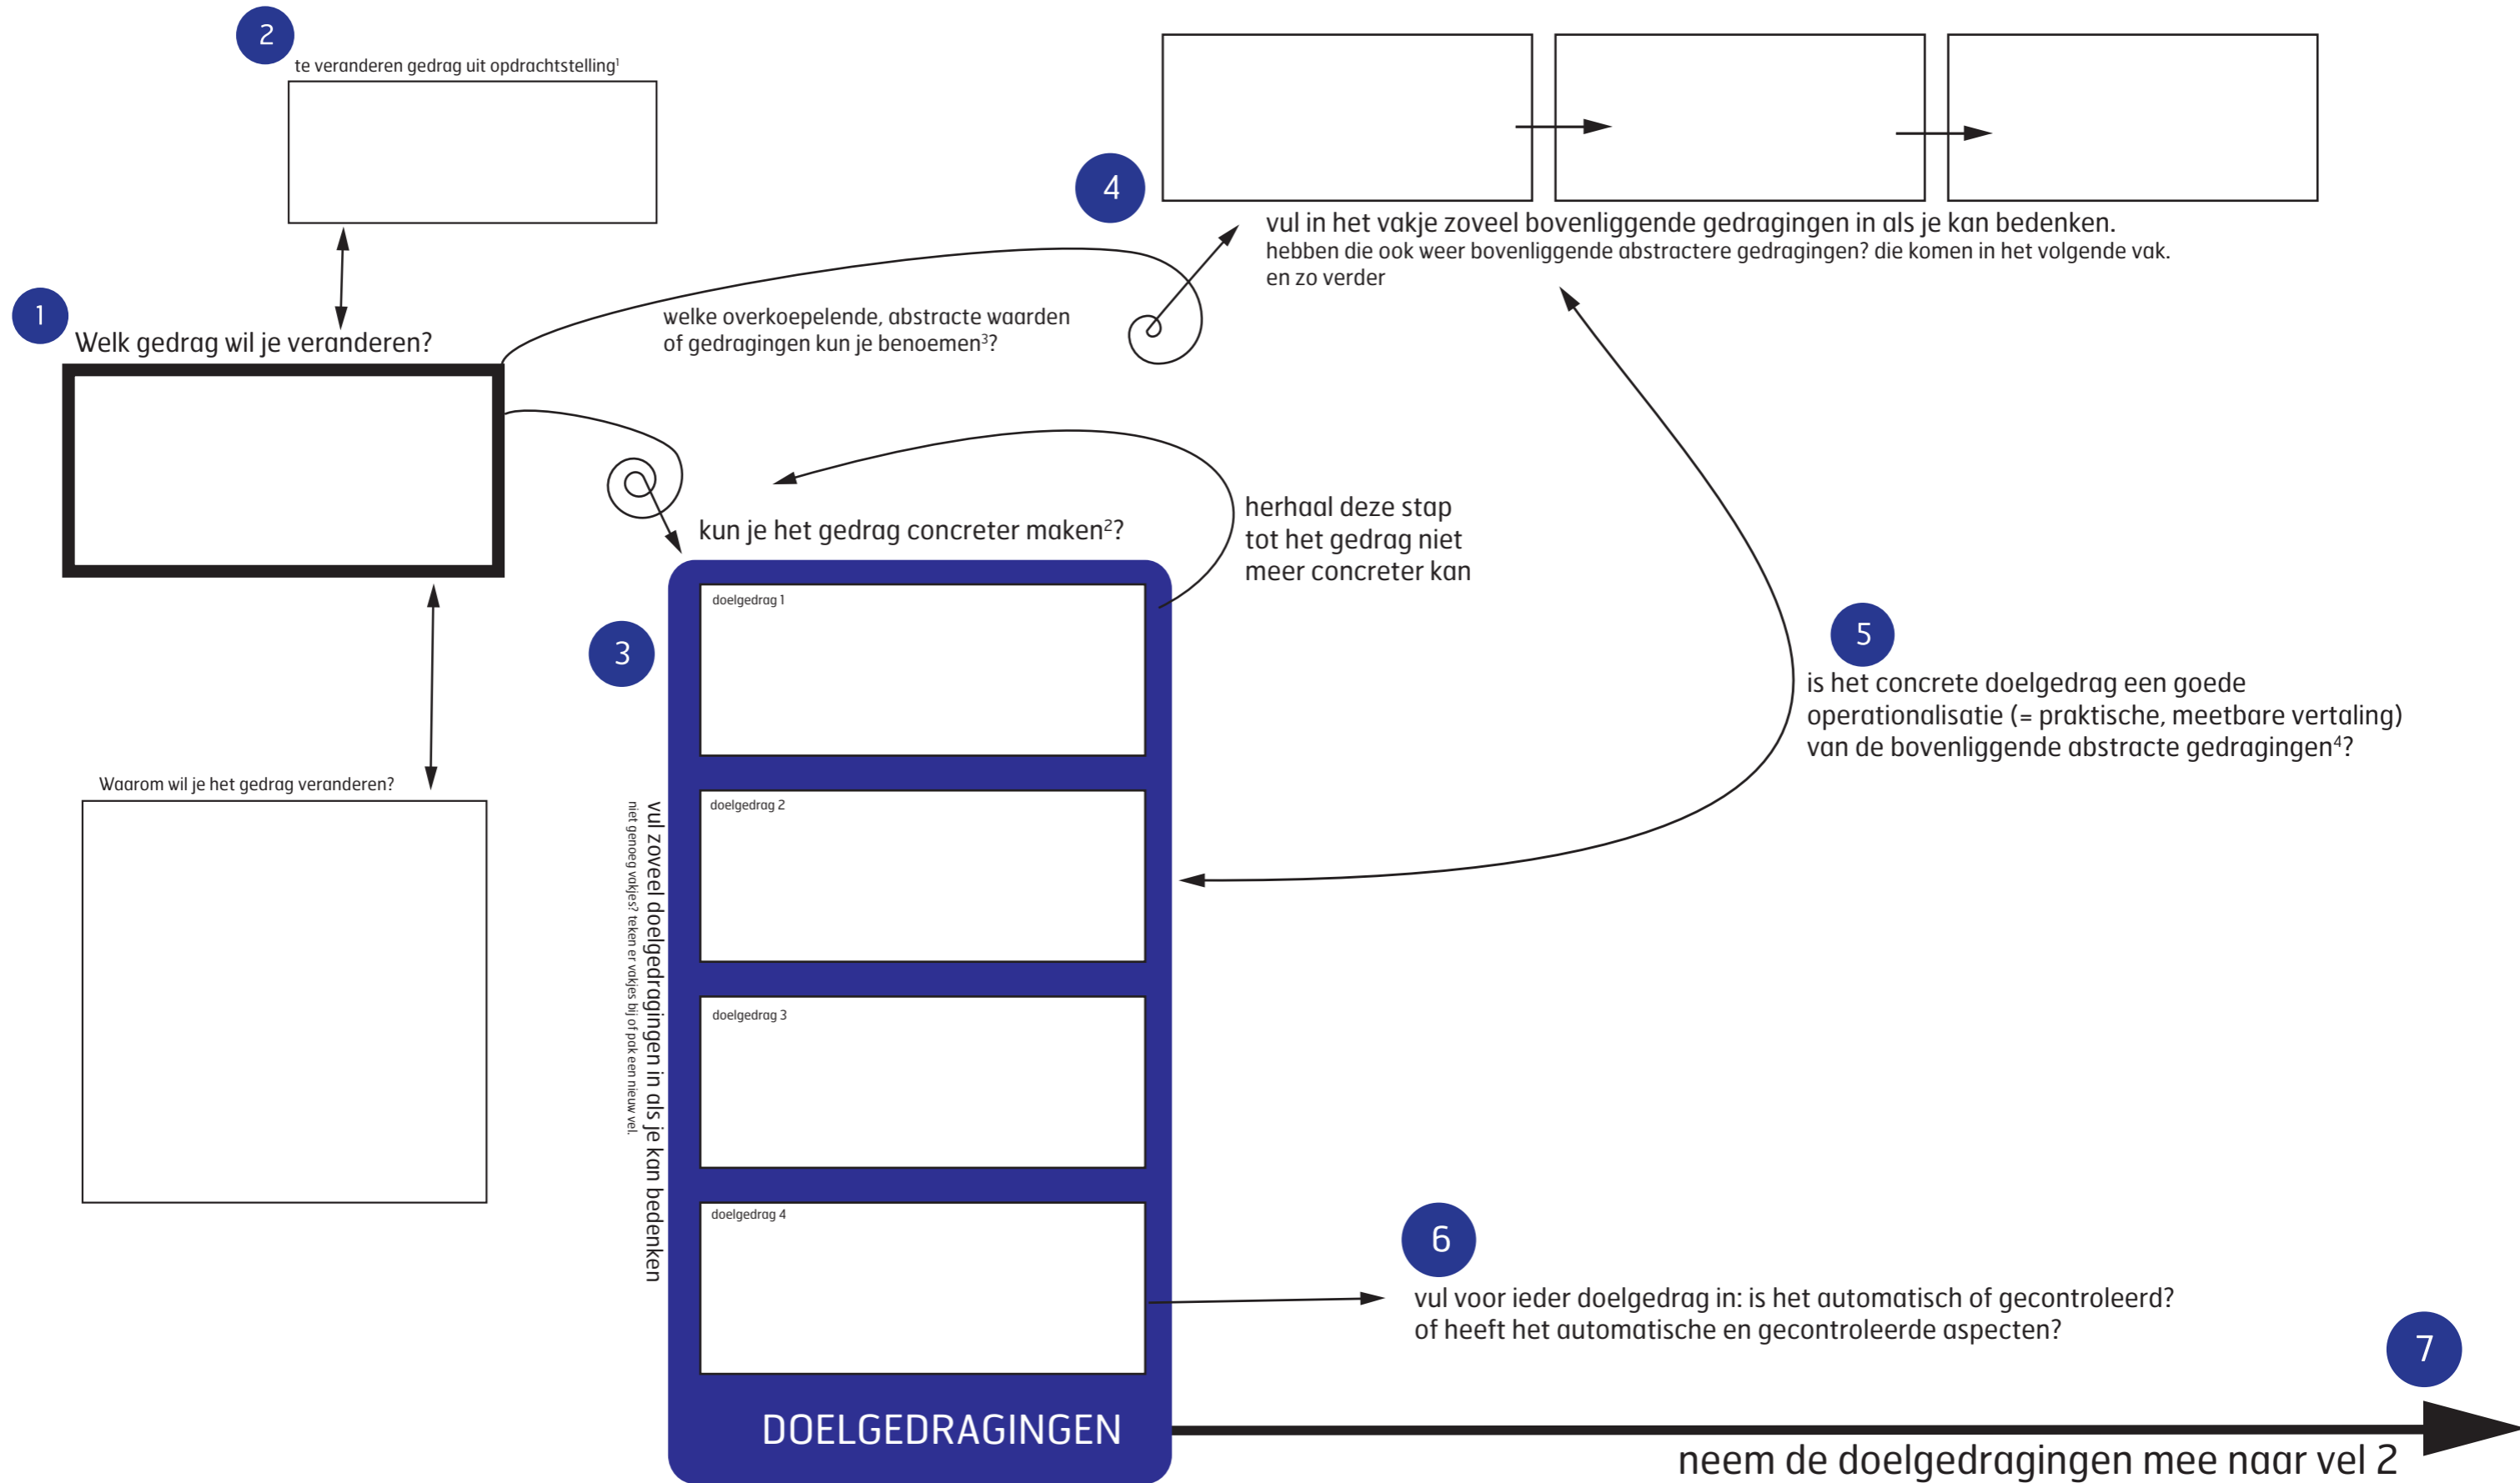 2
te veranderen gedrag uit opdrachtstelling¹
4
vul in het vakje zoveel bovenliggende gedragingen in als je kan bedenken.
hebben die ook weer bovenliggende abstractere gedragingen? die komen in het volgende vak.
en zo verder
1
Welk gedrag wil je veranderen?
welke overkoepelende, abstracte waarden
of gedragingen kun je benoemen³?
kun je het gedrag concreter maken²?
herhaal deze stap
tot het gedrag niet
meer concreter kan
3
doelgedrag 1
doelgedrag 2
doelgedrag 3
doelgedrag 4
vul zoveel doelgedragingen in als je kan bedenken
niet genoeg vakjes? teken er vakjes bij of pak een nieuw vel.
DOELGEDRAGINGEN
5
is het concrete doelgedrag een goede
operationalisatie (= praktische, meetbare vertaling)
van de bovenliggende abstracte gedragingen⁴?
Waarom wil je het gedrag veranderen?
6
vul voor ieder doelgedrag in: is het automatisch of gecontroleerd?
of heeft het automatische en gecontroleerde aspecten?
7
neem de doelgedragingen mee naar vel 2